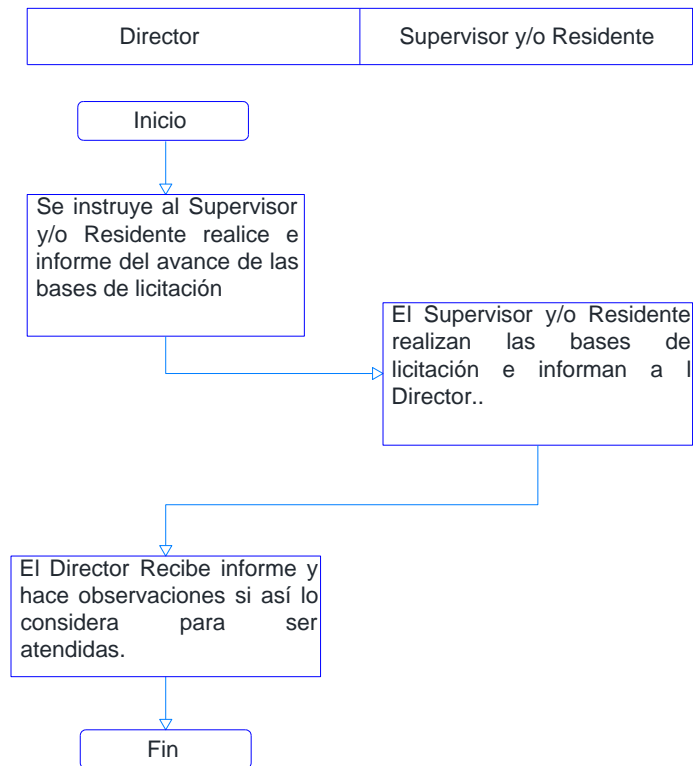 Director
Supervisor y/o Residente
Inicio
Se instruye al Supervisor
y/o Residente realice e
informe del avance de las
bases de licitación
El Supervisor y/o Residente
realizan las bases de
licitación e informan a l
Director..
El Director Recibe informe y
hace observaciones si así lo
considera para ser
atendidas.
Fin